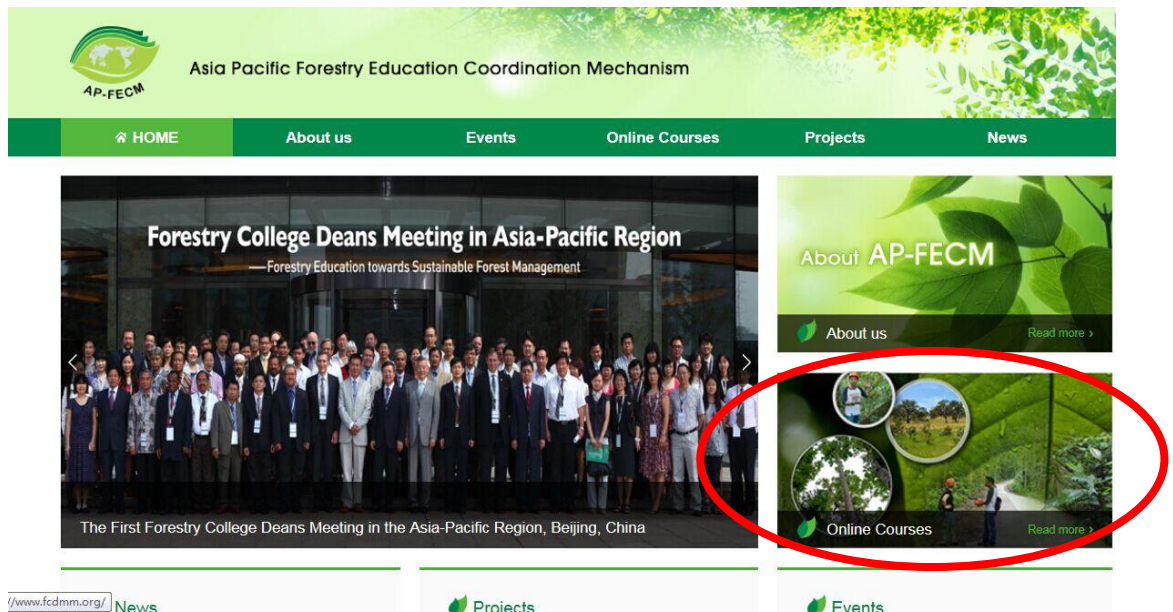 AP-FECM
Asia Pacific Forestry Education Coordination Mechanism
HOME About us Events Online Courses Projects News
Forestry College Deans Meeting in Asia-Pacific Region
—Forestry Education towards Sustainable Forest Management
The First Forestry College Deans Meeting in the Asia-Pacific Region, Beijing, China
About AP-FECM
About us Read more ›
Online Courses Read more ›
//www.fcdmm.org/ News Projects Events